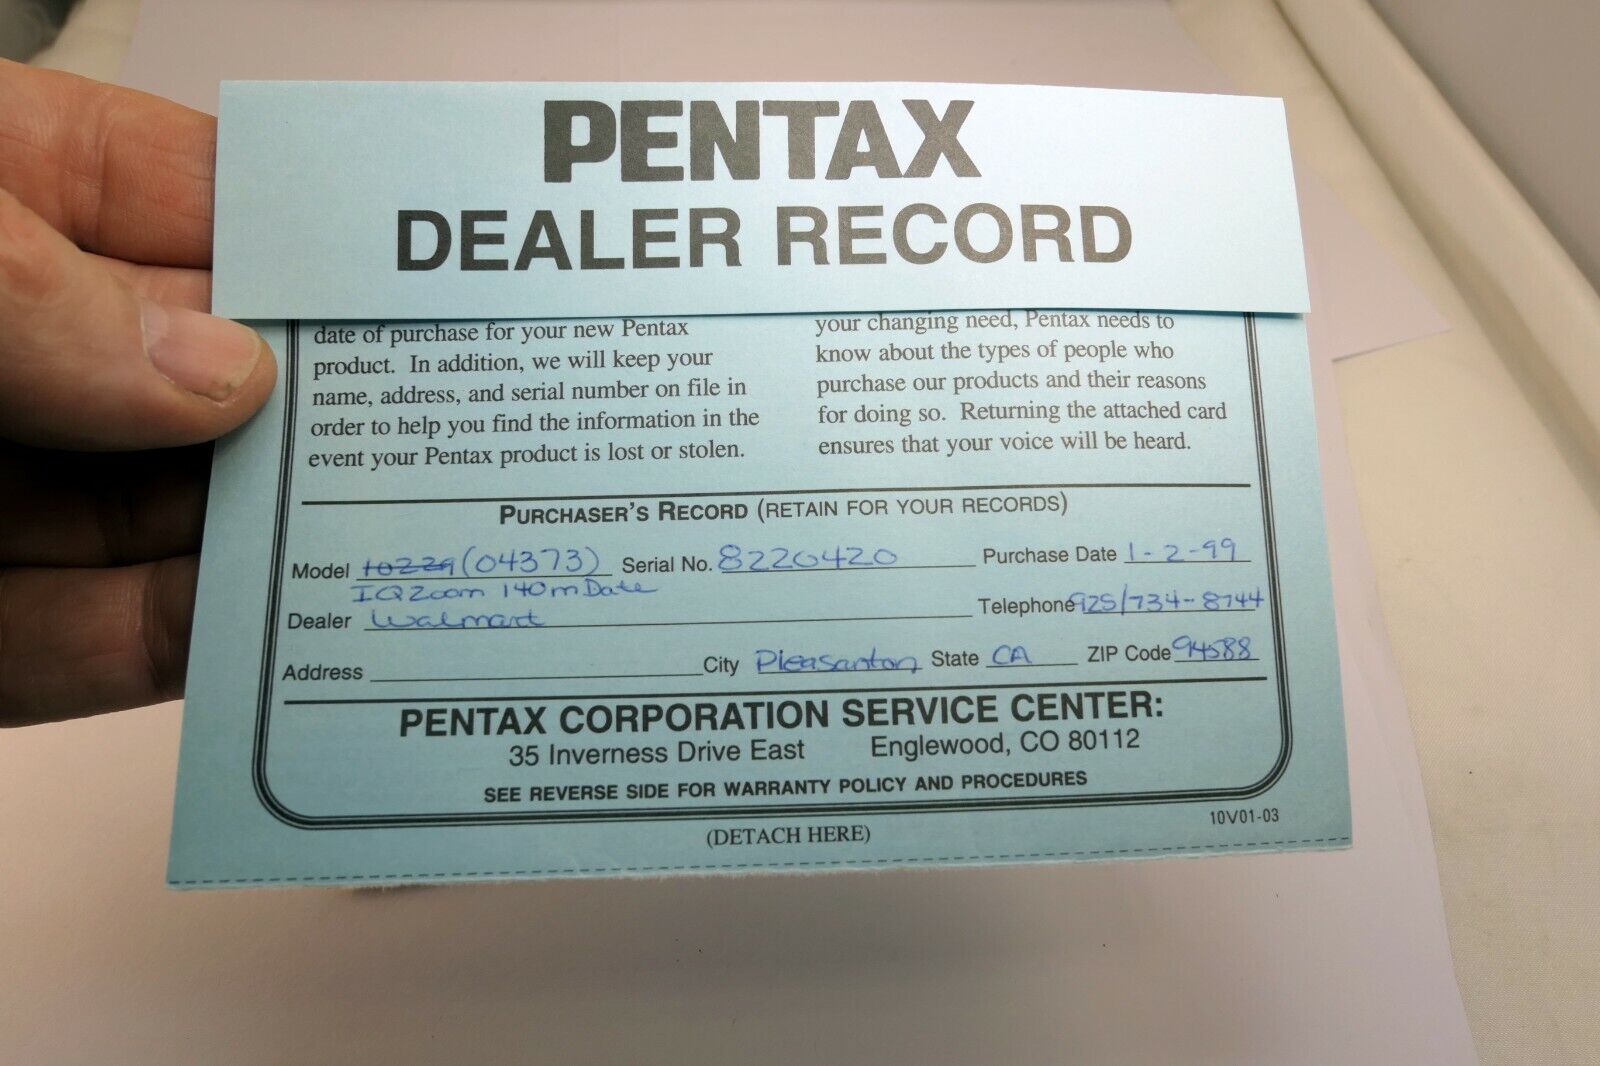 PENTAX
DEALER RECORD
date of purchase for your new Pentax
product. In addition, we will keep your
name, address, and serial number on file in
order to help you find the information in the
event your Pentax product is lost or stolen.
your changing need, Pentax needs to
know about the types of people who
purchase our products and their reasons
for doing so. Returning the attached card
ensures that your voice will be heard.
PURCHASER'S RECORD (RETAIN FOR YOUR RECORDS)
Model 10229 (04373) Serial No. 8220420 Purchase Date 1-2-99
IQ Zoom 140m Date
Dealer Walmart Telephone 925/734-8744
Address City Pleasanton State CA ZIP Code 94588
PENTAX CORPORATION SERVICE CENTER:
35 Inverness Drive East Englewood, CO 80112
SEE REVERSE SIDE FOR WARRANTY POLICY AND PROCEDURES
10V01-03
(DETACH HERE)